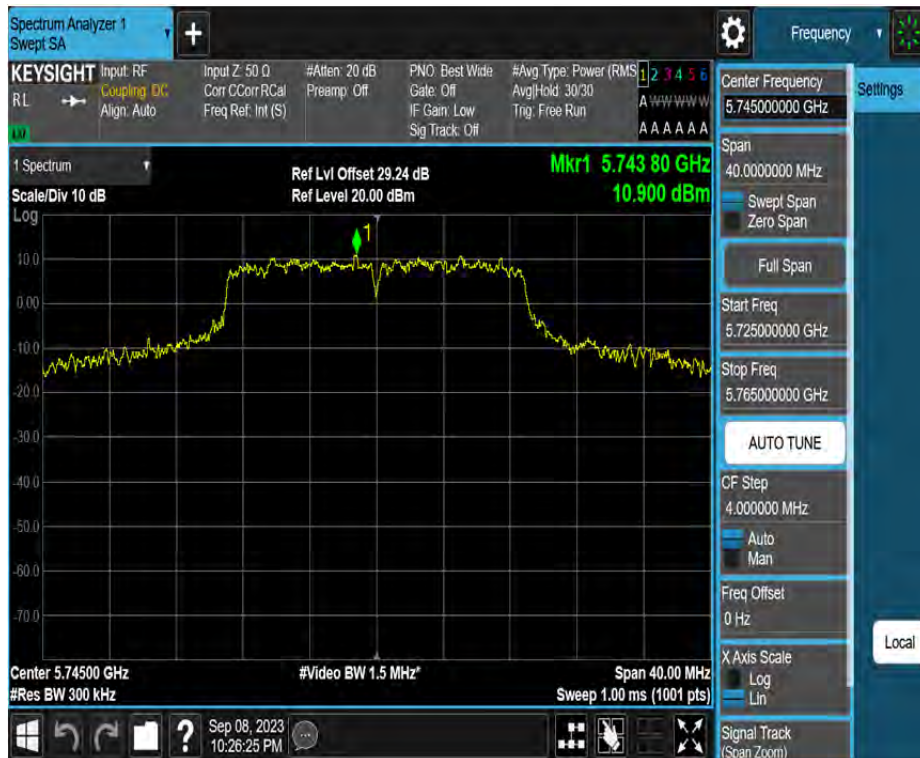 Spectrum Analyzer 1
Swept SA
Frequency
KEYSIGHT
RL
Input: RF
Coupling: DC
Align: Auto
Input Z: 50 Ω
Corr CCorr RCal
Freq Ref: Int (S)
#Atten: 20 dB
Preamp: Off
PNO: Best Wide
Gate: Off
IF Gain: Low
Sig Track: Off
#Avg Type: Power (RMS
Avg|Hold: 30/30
Trig: Free Run
1 2 3 4 5 6
A W W W W W
A A A A A A
1 Spectrum
Scale/Div 10 dB
Log
Ref Lvl Offset 29.24 dB
Ref Level 20.00 dBm
Mkr1 5.743 80 GHz
10.900 dBm
1
10.0
0.00
-10.0
-20.0
-30.0
-40.0
-50.0
-60.0
-70.0
Center 5.74500 GHz
#Res BW 300 kHz
#Video BW 1.5 MHz*
Span 40.00 MHz
Sweep 1.00 ms (1001 pts)
Sep 08, 2023
10:26:25 PM
?
Center Frequency
5.745000000 GHz
Settings
Span
40.0000000 MHz
Swept Span
Zero Span
Full Span
Start Freq
5.725000000 GHz
Stop Freq
5.765000000 GHz
AUTO TUNE
CF Step
4.000000 MHz
Auto
Man
Freq Offset
0 Hz
X Axis Scale
Log
Lin
Local
Signal Track
(Span Zoom)